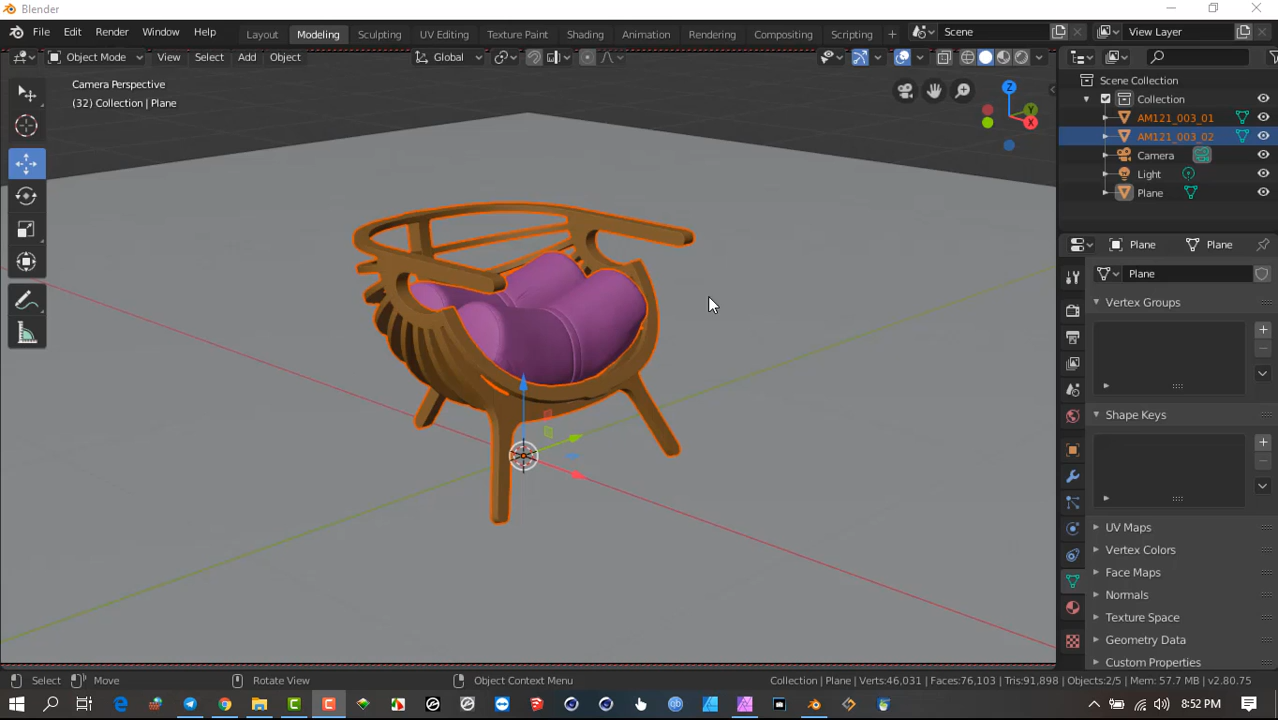 Blender
File Edit Render Window Help Layout Modeling Sculpting UV Editing Texture Paint Shading Animation Rendering Compositing Scripting + Scene View Layer
Object Mode View Select Add Object Global
Camera Perspective
(32) Collection | Plane
Z
Y
X
Scene Collection
Collection
AM121_003_01
AM121_003_02
Camera
Light
Plane
Plane Plane
Plane
Vertex Groups
Shape Keys
UV Maps
Vertex Colors
Face Maps
Normals
Texture Space
Geometry Data
Custom Properties
Select Move Rotate View Object Context Menu Collection | Plane | Verts:46,031 | Faces:76,103 | Tris:91,898 | Objects:2/5 | Mem: 57.7 MB | v2.80.75
8:52 PM